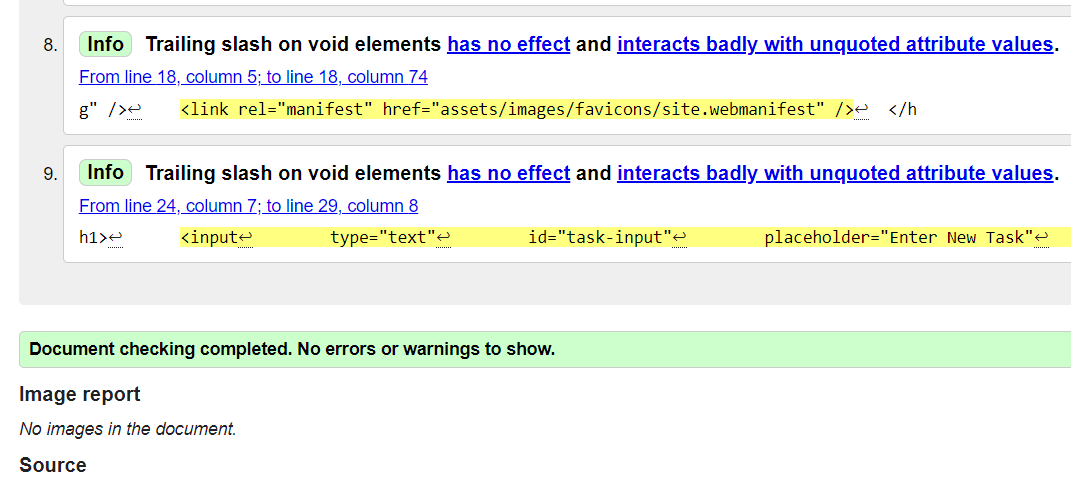 8. Info Trailing slash on void elements has no effect and interacts badly with unquoted attribute values.
From line 18, column 5; to line 18, column 74
g" />↩ <link rel="manifest" href="assets/images/favicons/site.webmanifest" />↩ </h
9. Info Trailing slash on void elements has no effect and interacts badly with unquoted attribute values.
From line 24, column 7; to line 29, column 8
h1>↩ <input↩ type="text"↩ id="task-input"↩ placeholder="Enter New Task"↩
Document checking completed. No errors or warnings to show.
Image report
No images in the document.
Source